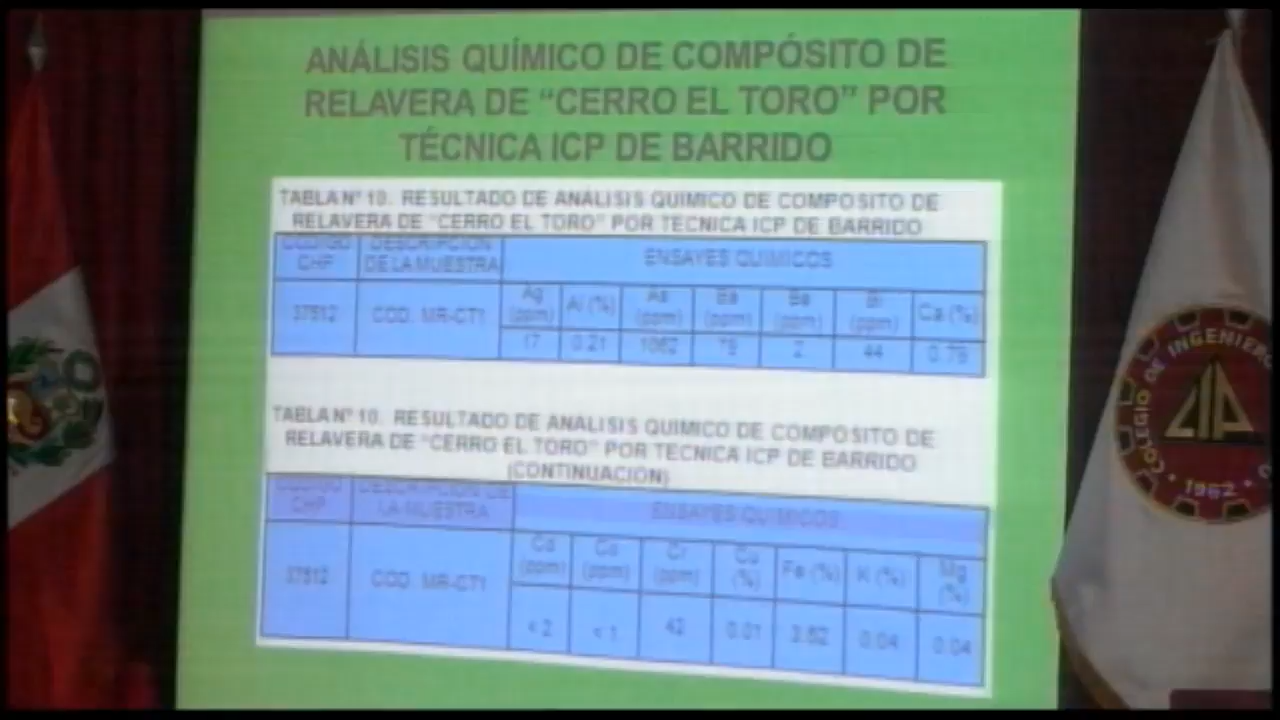 ANÁLISIS QUÍMICO DE COMPÓSITO DE
RELAVERA DE “CERRO EL TORO” POR
TÉCNICA ICP DE BARRIDO
TABLA Nº 10. RESULTADO DE ANÁLISIS QUIMICO DE COMPOSITO DE
RELAVERA DE "CERRO EL TORO" POR TECNICA ICP DE BARRIDO
CODIGO CHP DESCRIPCION DE LA MUESTRA ENSAYES QUIMICOS
37512 COD. MR-CT1 Ag (ppm) Al (%) As (ppm) Ba (ppm) Be (ppm) Bi (ppm) Ca (%)
17 0.21 1062 79 2 44
TABLA Nº 10. RESULTADO DE ANALISIS QUIMICO DE COMPOSITO DE
RELAVERA DE "CERRO EL TORO" POR TECNICA ICP DE BARRIDO
(CONTINUACION)
CODIGO CHP DESCRIPCION DE LA MUESTRA ENSAYES QUIMICOS
37512 COD. MR-CT1 Cd (ppm) Co (ppm) Cr (ppm) Cu (%) Fe (%) K (%) Mg (%)
< 2 < 1 42 0.01 3.52 0.04 0.04
COLEGIO DE INGENIEROS
CIP
1962